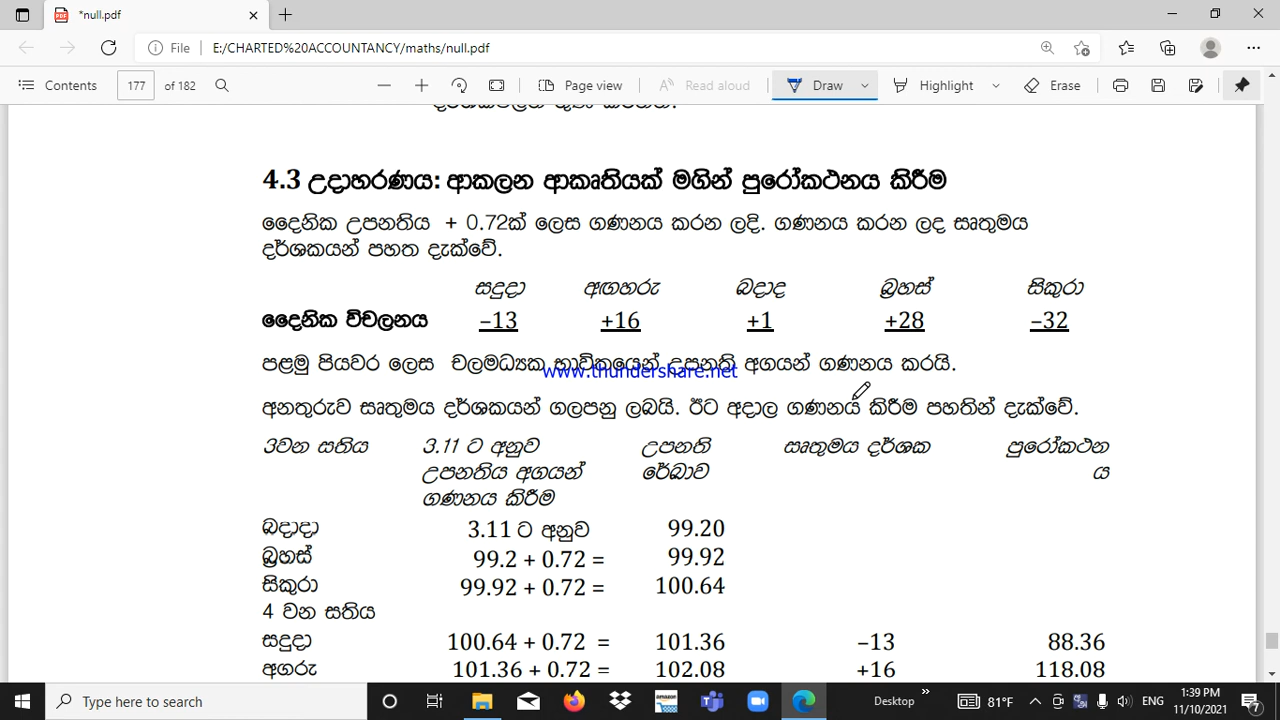 *null.pdf
File E:/CHARTED%20ACCOUNTANCY/maths/null.pdf
Contents 177 of 182 Page view Read aloud Draw Highlight Erase
4.3 උදාහරණය: ආකලන ආකෘතියක් මගින් පුරෝකථනය කිරීම
දෛනික උපනතිය + 0.72ක් ලෙස ගණනය කරන ලදි. ගණනය කරන ලද සෘතුමය
දර්ශකයන් පහත දැක්වේ.
සදුදා අඟහරු බදාද බ්‍රහස් සිකුරා
දෛනික විචලනය –13 +16 +1 +28 –32
පළමු පියවර ලෙස චලමධ්‍යක භාවිතයෙන් උපනති අගයන් ගණනය කරයි.
www.thundershare.net
අනතුරුව සෘතුමය දර්ශකයන් ගලපනු ලබයි. ඊට අදාල ගණනය කිරීම පහතින් දැක්වේ.
3වන සතිය 3.11 ට අනුව උපනති සෘතුමය දර්ශක පුරෝකථන
උපනතිය අගයන් රේඛාව ය
ගණනය කිරීම
බදාදා 3.11 ට අනුව 99.20
බ්‍රහස් 99.2 + 0.72 = 99.92
සිකුරා 99.92 + 0.72 = 100.64
4 වන සතිය
සදුදා 100.64 + 0.72 = 101.36 –13 88.36
අගරු 101.36 + 0.72 = 102.08 +16 118.08
Type here to search Desktop 81°F ENG 1:39 PM
11/10/2021 7